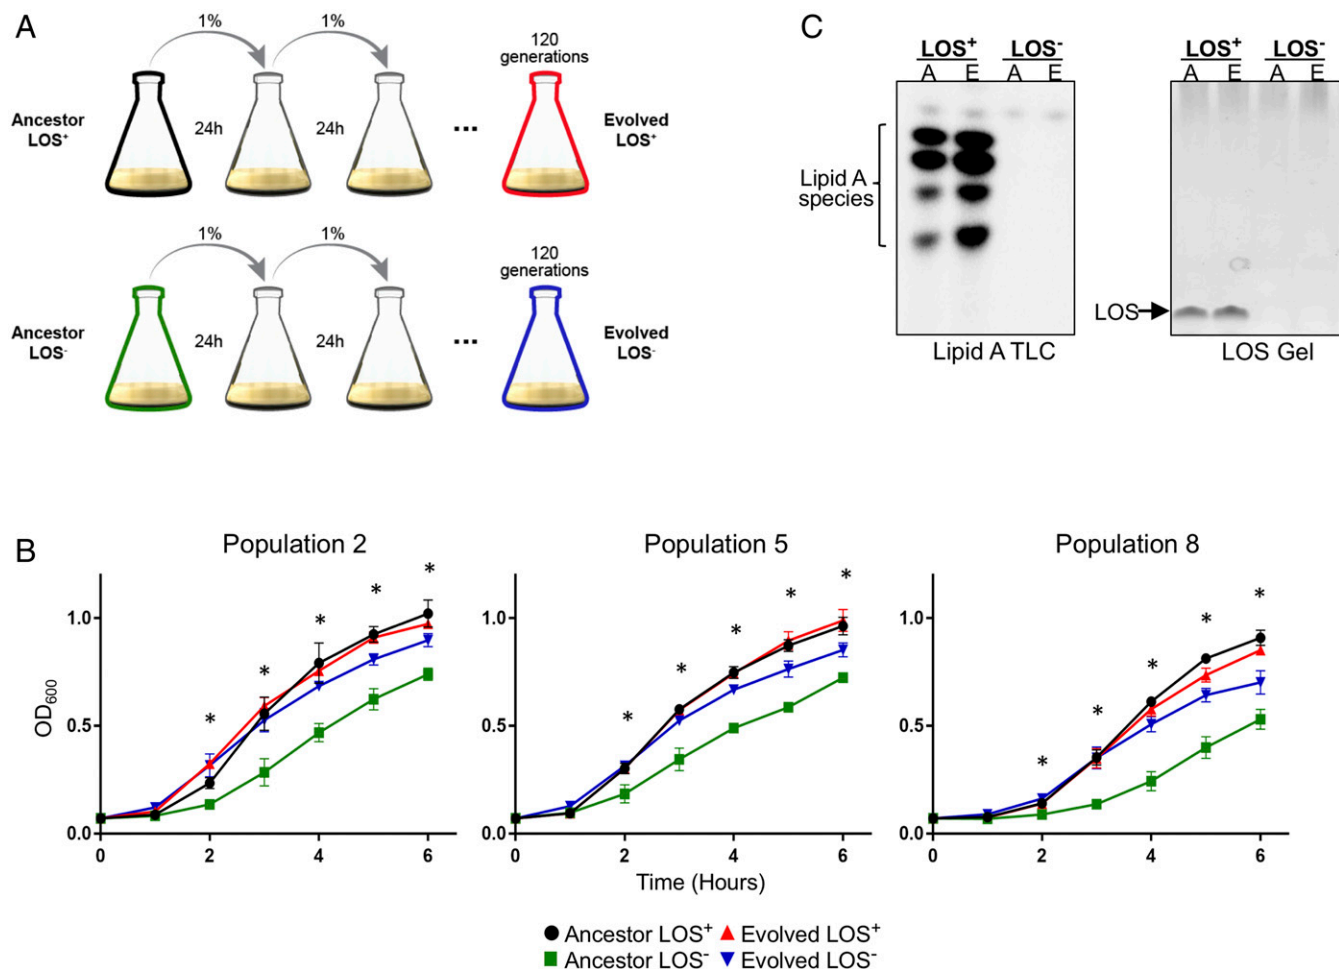 A
1%
1%
120
generations
Ancestor
LOS+
24h
24h
...
Evolved
LOS+
1%
1%
120
generations
Ancestor
LOS-
24h
24h
...
Evolved
LOS-
C
LOS+ LOS-
A E A E
Lipid A
species
Lipid A TLC
LOS+ LOS-
A E A E
LOS
LOS Gel
B
Population 2
* * * * *
1.0
0.5
0.0
OD600
0 2 4 6
Population 5
* * * * *
1.0
0.5
0.0
0 2 4 6
Population 8
* * * * *
1.0
0.5
0.0
0 2 4 6
Time (Hours)
Ancestor LOS+ Evolved LOS+
Ancestor LOS- Evolved LOS-